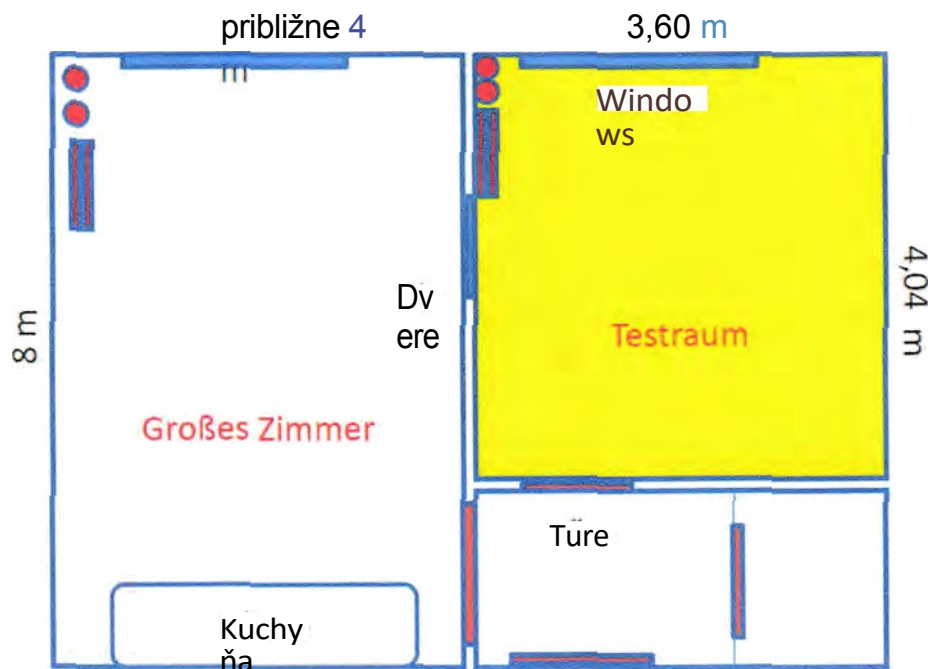 približne 4
m
3,60 m
Windo
ws
Dv
ere
4,04 m
8 m
Testraum
Großes Zimmer
Türe
Kuchy
ňa